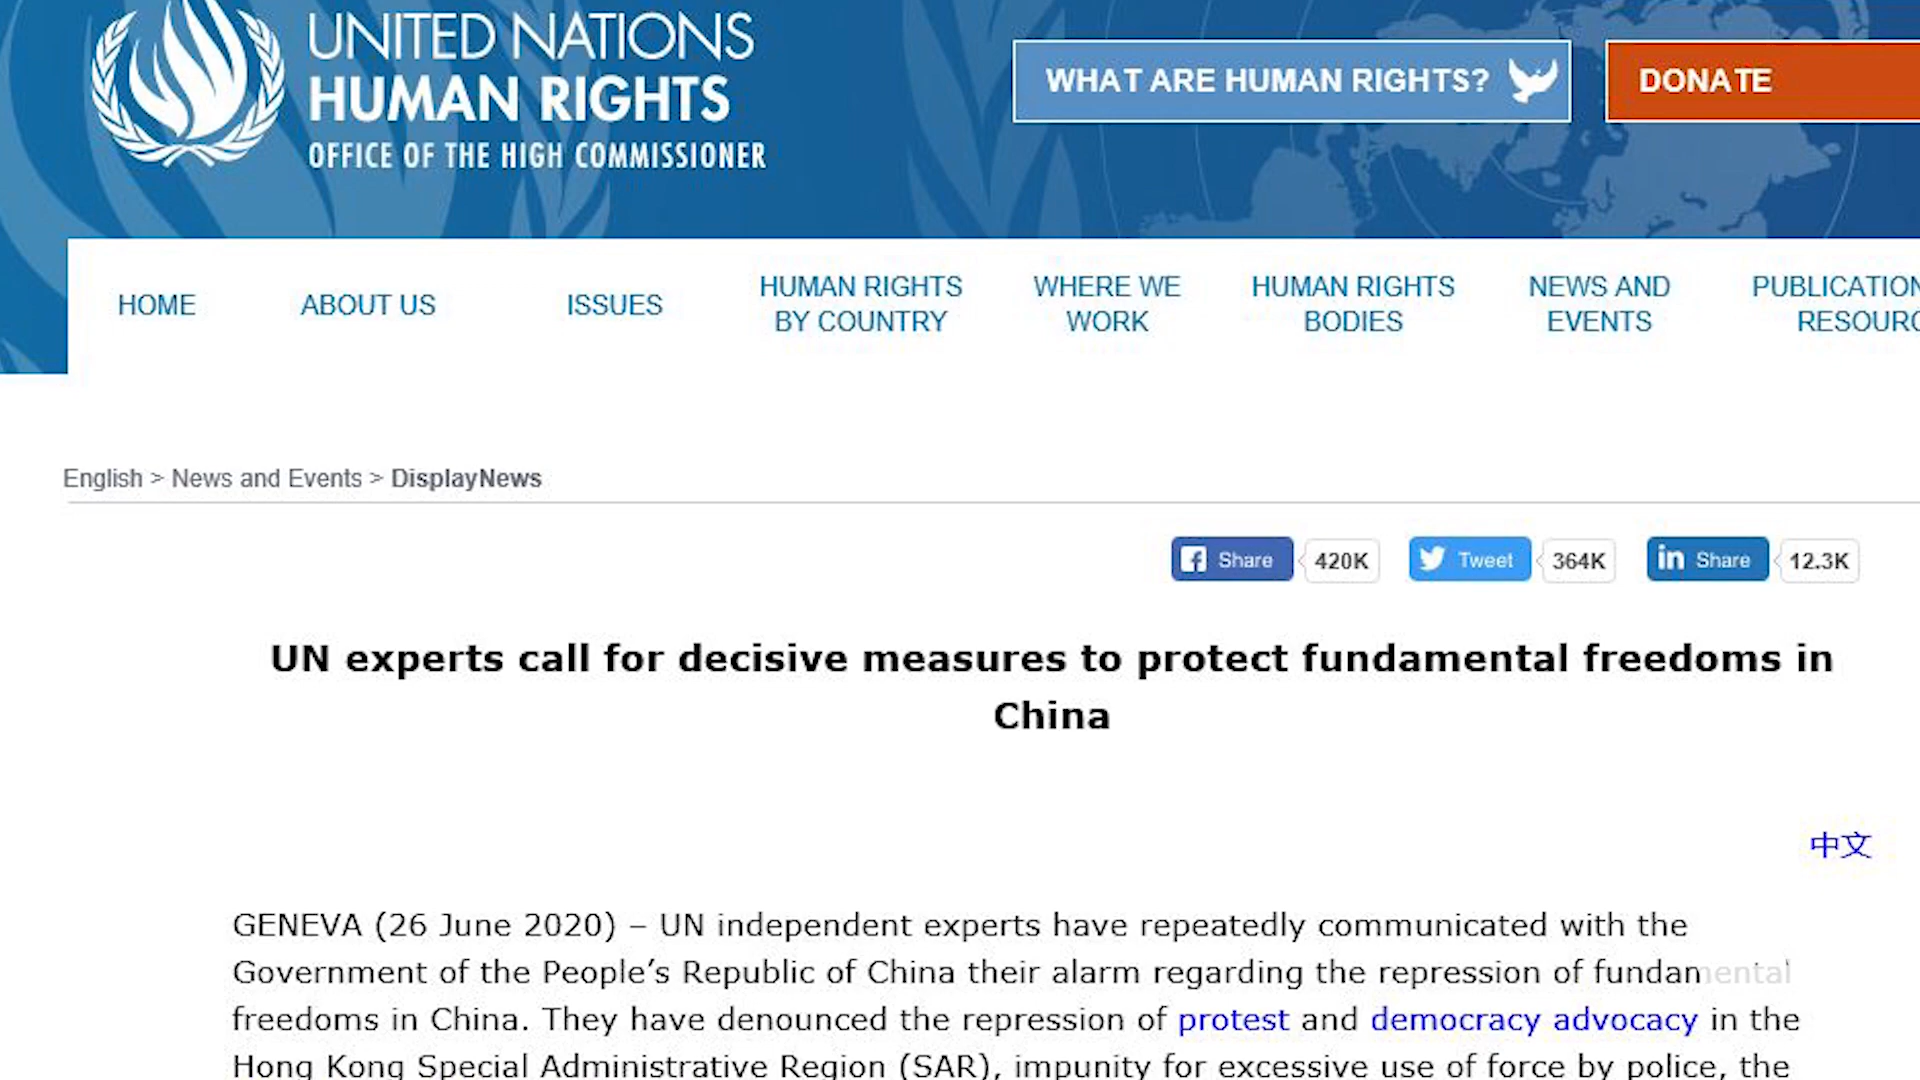 UNITED NATIONS
HUMAN RIGHTS
OFFICE OF THE HIGH COMMISSIONER
WHAT ARE HUMAN RIGHTS?
DONATE
HOME
ABOUT US
ISSUES
HUMAN RIGHTS
BY COUNTRY
WHERE WE
WORK
HUMAN RIGHTS
BODIES
NEWS AND
EVENTS
PUBLICATION
RESOURC
English > News and Events > DisplayNews
Share 420K Tweet 364K in Share 12.3K
UN experts call for decisive measures to protect fundamental freedoms in
China
中文
GENEVA (26 June 2020) – UN independent experts have repeatedly communicated with the
Government of the People’s Republic of China their alarm regarding the repression of fundamental
freedoms in China. They have denounced the repression of protest and democracy advocacy in the
Hong Kong Special Administrative Region (SAR), impunity for excessive use of force by police, the